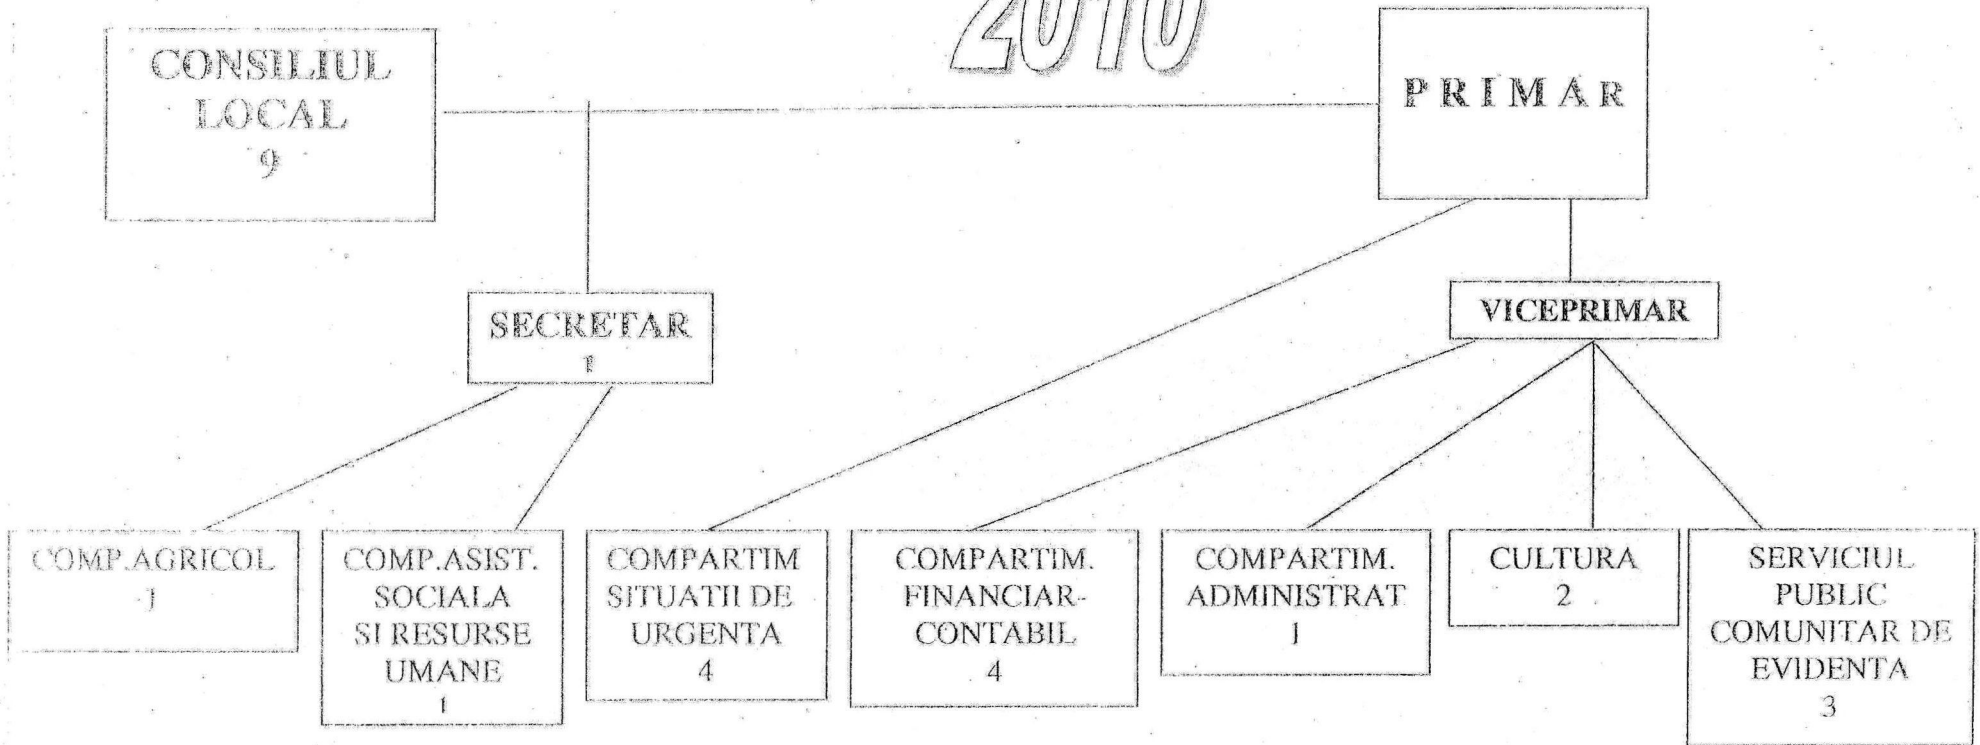 2010
CONSILIUL
LOCAL
9
PRIMAR
SECRETAR
1
VICEPRIMAR
COMP.AGRICOL
1
COMP.ASIST.
SOCIALA
SI RESURSE
UMANE
1
COMPARTIM
SITUATII DE
URGENTA
4
COMPARTIM.
FINANCIAR-
CONTABIL
4
COMPARTIM.
ADMINISTRAT
1
CULTURA
2
SERVICIUL
PUBLIC
COMUNITAR DE
EVIDENTA
3